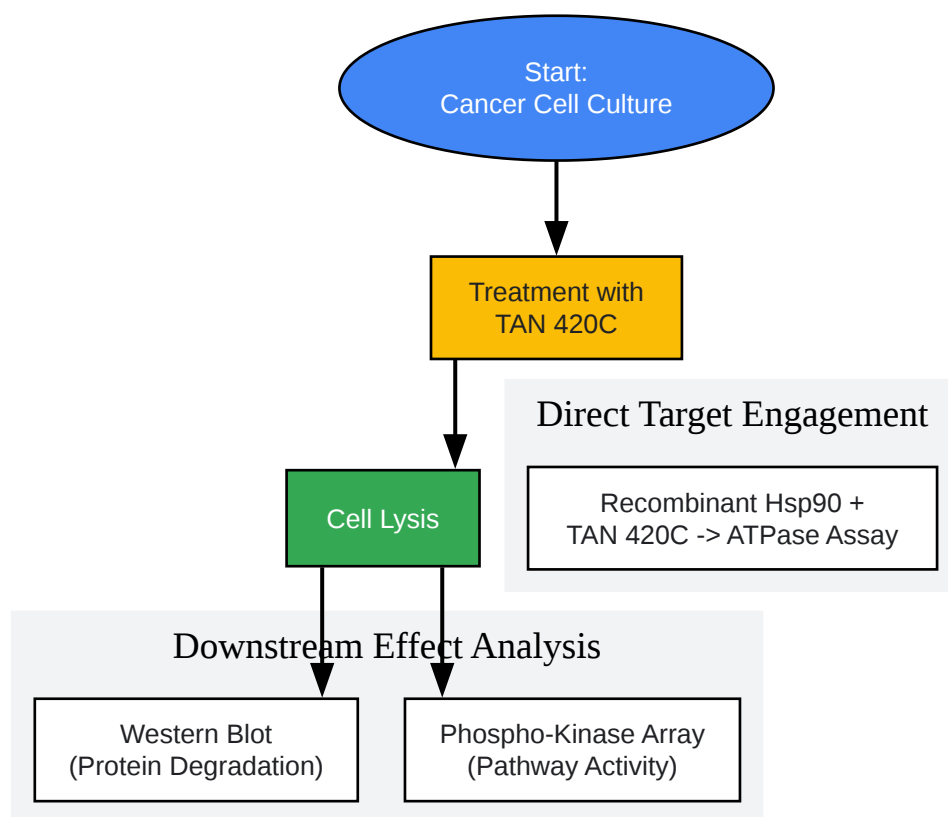 Start:
Cancer Cell Culture
Treatment with
TAN 420C
Direct Target Engagement
Recombinant Hsp90 +
TAN 420C -> ATPase Assay
Cell Lysis
Downstream Effect Analysis
Western Blot
(Protein Degradation)
Phospho-Kinase Array
(Pathway Activity)